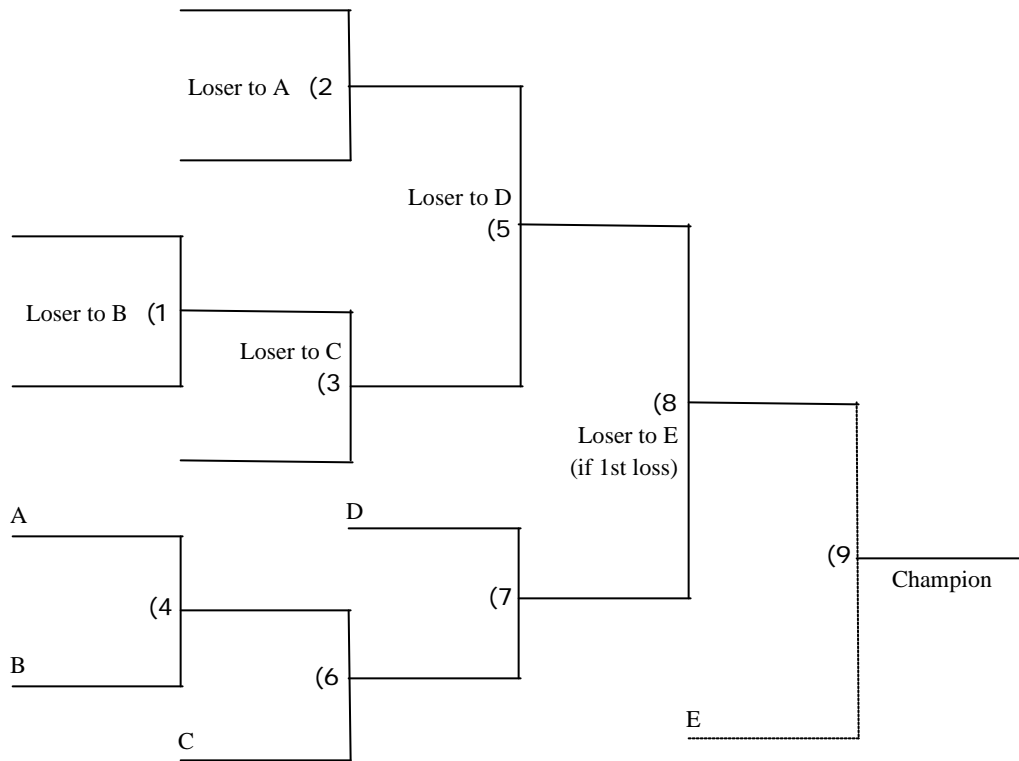 Loser to A (2
Loser to D
(5
Loser to B (1
Loser to C
(3
(8
Loser to E
(if 1st loss)
A
D
(9
Champion
(4
(7
B
(6
E
C